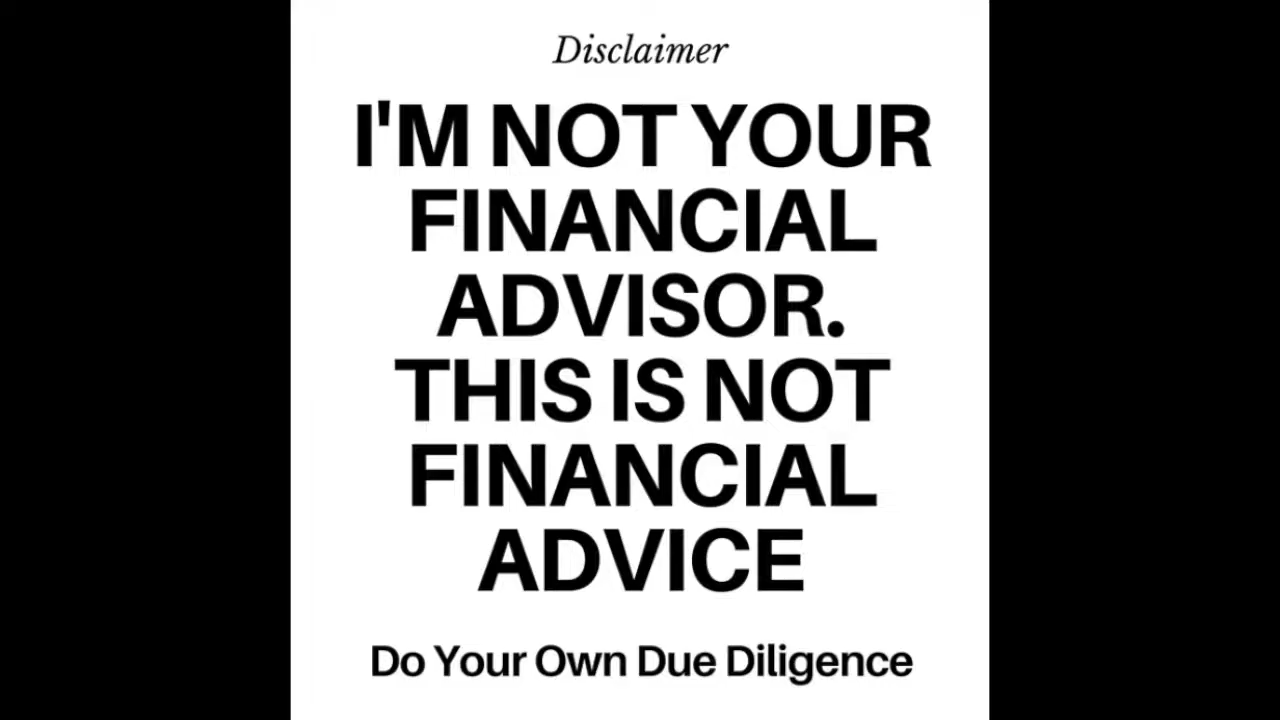 Disclaimer
I'M NOT YOUR
FINANCIAL
ADVISOR.
THIS IS NOT
FINANCIAL
ADVICE
Do Your Own Due Diligence